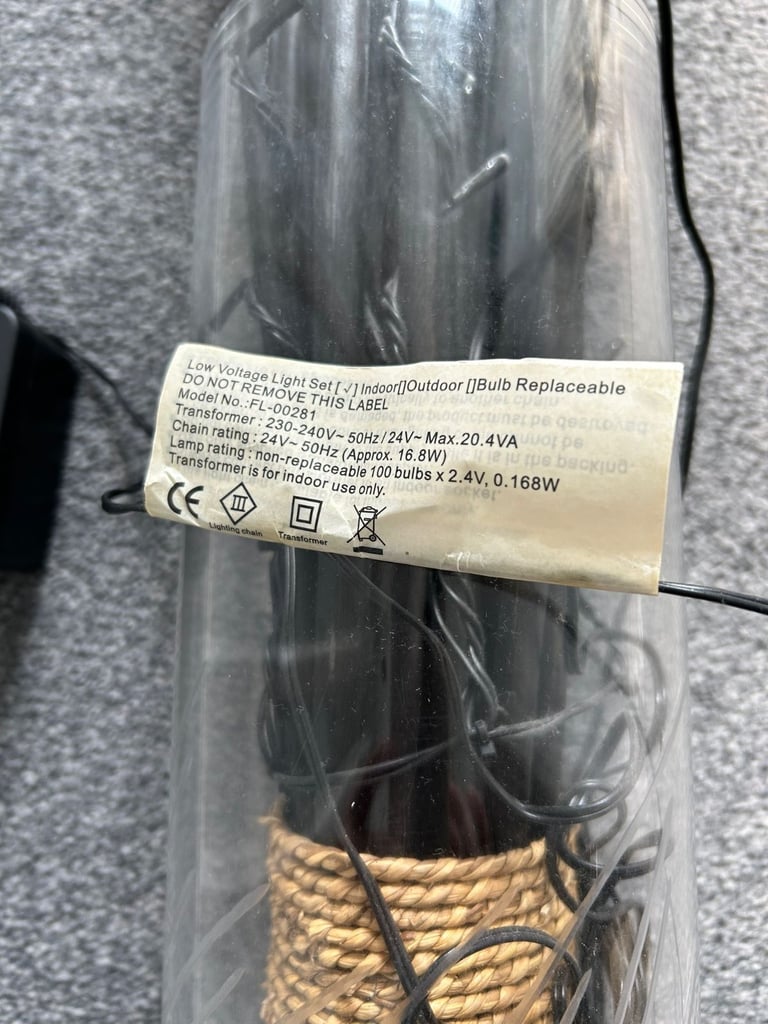 Low Voltage Light Set [ √ ] Indoor[]Outdoor []Bulb Replaceable
DO NOT REMOVE THIS LABEL
Model No.:FL-00281
Transformer : 230-240V~ 50Hz / 24V~ Max.20.4VA
Chain rating : 24V~ 50Hz (Approx. 16.8W)
Lamp rating : non-replaceable 100 bulbs x 2.4V, 0.168W
Transformer is for indoor use only.
CE III
Lighting chain Transformer